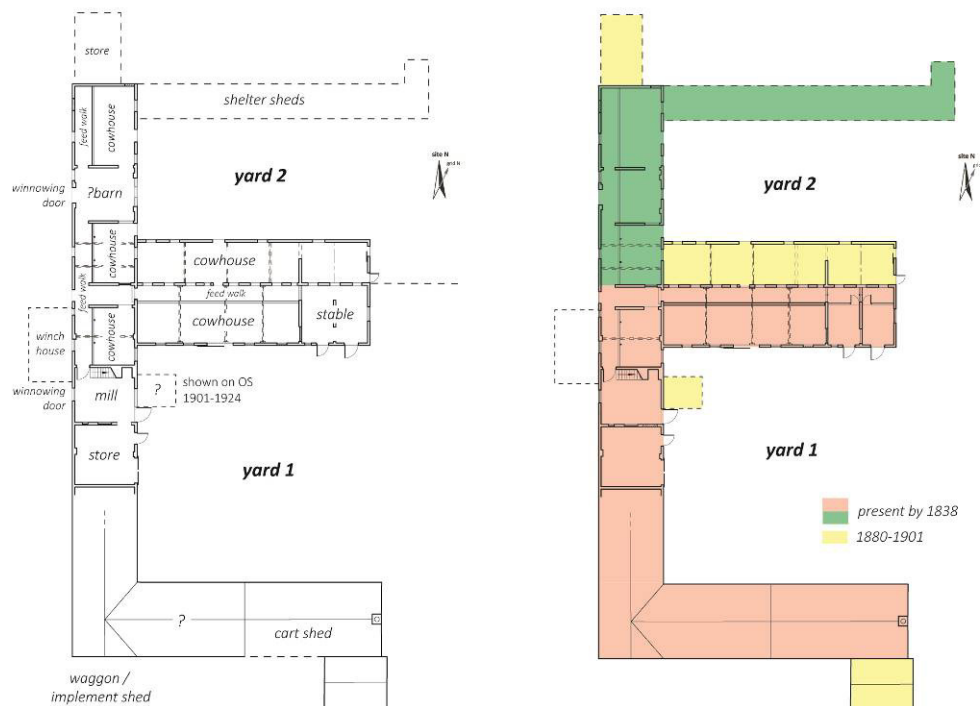 store
shelter sheds
feed walk
cowhouse
yard 2
site N
grid N
winnowing
door
?barn
cowhouse
cowhouse
feed walk
feed walk
cowhouse
cowhouse
stable
winch
house
winnowing
door
mill
?
shown on OS
1901-1924
store
yard 1
?
cart shed
waggon /
implement shed
yard 2
site N
yard 1
present by 1838
1880-1901